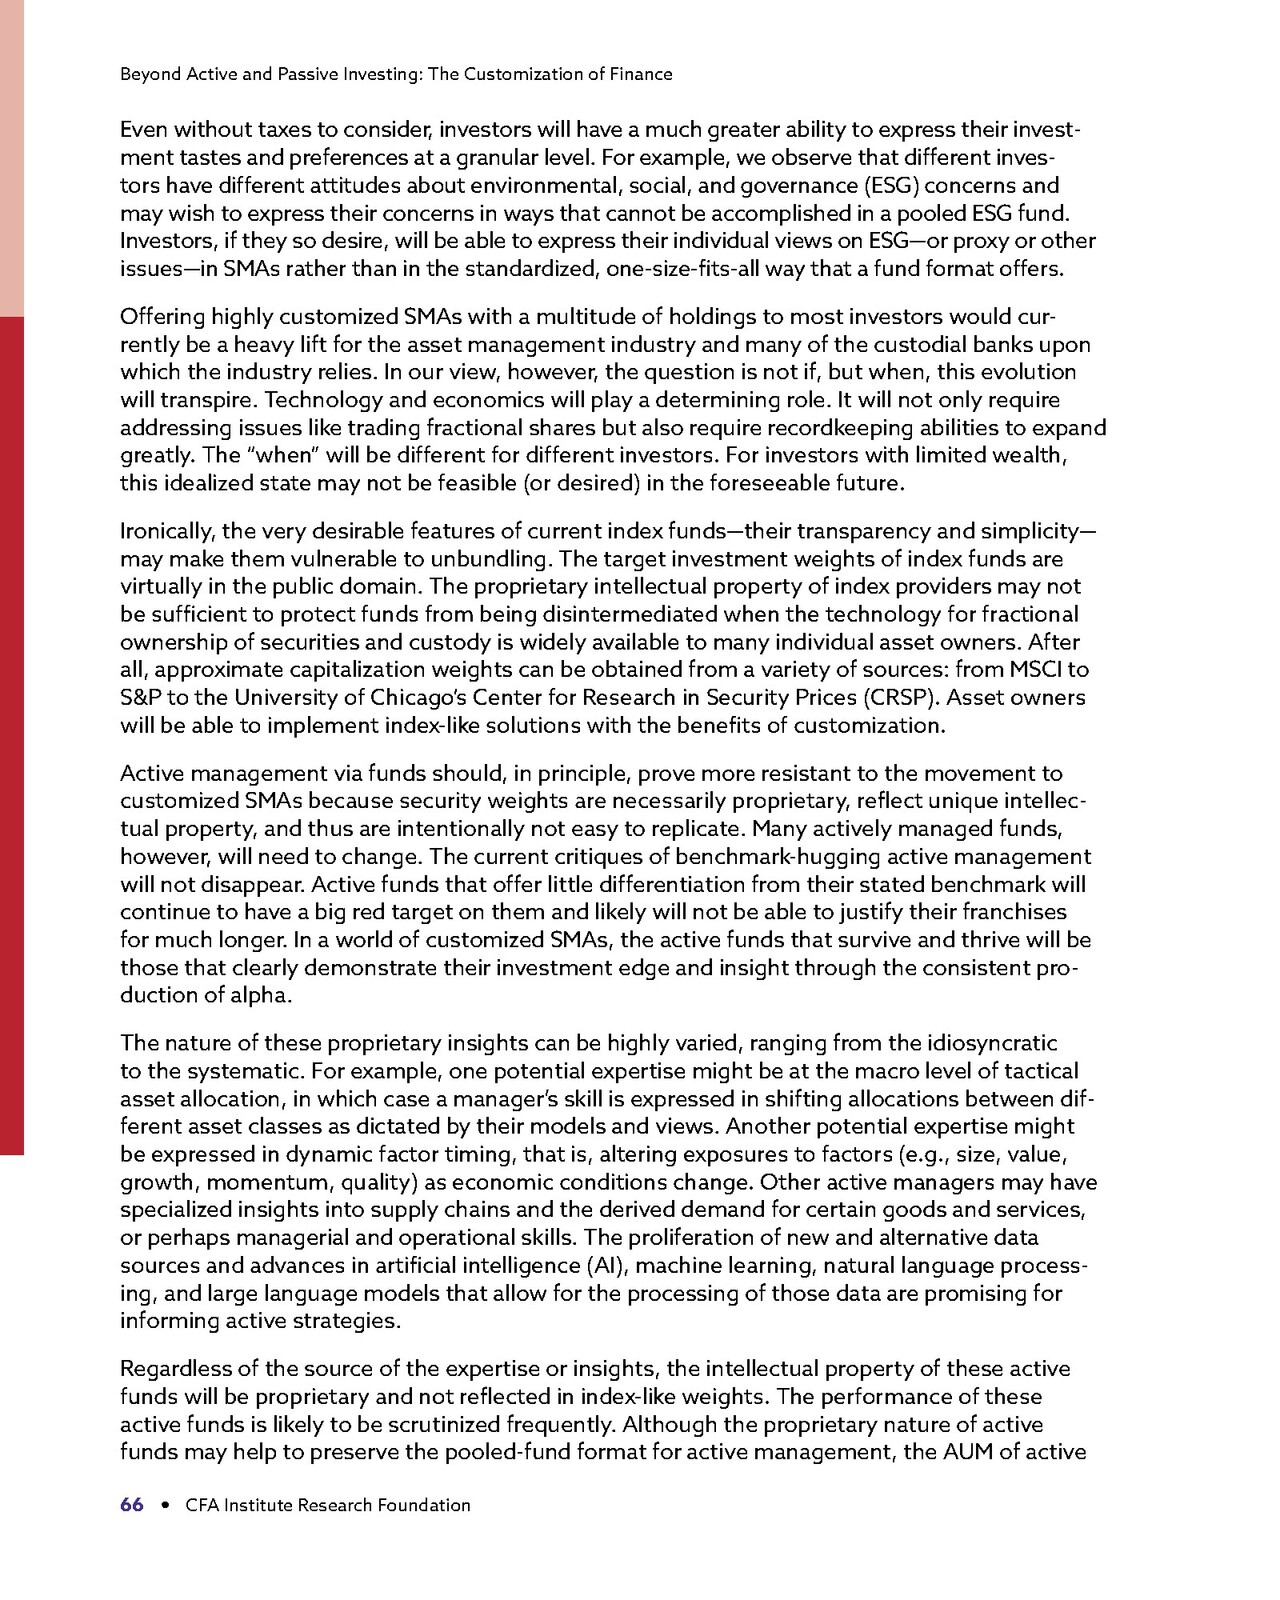 Beyond Active and Passive Investing: The Customization of Finance
Even without taxes to consider, investors will have a much greater ability to express their invest-
ment tastes and preferences at a granular level. For example, we observe that different inves-
tors have different attitudes about environmental, social, and governance (ESG) concerns and
may wish to express their concerns in ways that cannot be accomplished in a pooled ESG fund.
Investors, if they so desire, will be able to express their individual views on ESG—or proxy or other
issues—in SMAs rather than in the standardized, one-size-fits-all way that a fund format offers.
Offering highly customized SMAs with a multitude of holdings to most investors would cur-
rently be a heavy lift for the asset management industry and many of the custodial banks upon
which the industry relies. In our view, however, the question is not if, but when, this evolution
will transpire. Technology and economics will play a determining role. It will not only require
addressing issues like trading fractional shares but also require recordkeeping abilities to expand
greatly. The “when” will be different for different investors. For investors with limited wealth,
this idealized state may not be feasible (or desired) in the foreseeable future.
Ironically, the very desirable features of current index funds—their transparency and simplicity—
may make them vulnerable to unbundling. The target investment weights of index funds are
virtually in the public domain. The proprietary intellectual property of index providers may not
be sufficient to protect funds from being disintermediated when the technology for fractional
ownership of securities and custody is widely available to many individual asset owners. After
all, approximate capitalization weights can be obtained from a variety of sources: from MSCI to
S&P to the University of Chicago’s Center for Research in Security Prices (CRSP). Asset owners
will be able to implement index-like solutions with the benefits of customization.
Active management via funds should, in principle, prove more resistant to the movement to
customized SMAs because security weights are necessarily proprietary, reflect unique intellec-
tual property, and thus are intentionally not easy to replicate. Many actively managed funds,
however, will need to change. The current critiques of benchmark-hugging active management
will not disappear. Active funds that offer little differentiation from their stated benchmark will
continue to have a big red target on them and likely will not be able to justify their franchises
for much longer. In a world of customized SMAs, the active funds that survive and thrive will be
those that clearly demonstrate their investment edge and insight through the consistent pro-
duction of alpha.
The nature of these proprietary insights can be highly varied, ranging from the idiosyncratic
to the systematic. For example, one potential expertise might be at the macro level of tactical
asset allocation, in which case a manager’s skill is expressed in shifting allocations between dif-
ferent asset classes as dictated by their models and views. Another potential expertise might
be expressed in dynamic factor timing, that is, altering exposures to factors (e.g., size, value,
growth, momentum, quality) as economic conditions change. Other active managers may have
specialized insights into supply chains and the derived demand for certain goods and services,
or perhaps managerial and operational skills. The proliferation of new and alternative data
sources and advances in artificial intelligence (AI), machine learning, natural language process-
ing, and large language models that allow for the processing of those data are promising for
informing active strategies.
Regardless of the source of the expertise or insights, the intellectual property of these active
funds will be proprietary and not reflected in index-like weights. The performance of these
active funds is likely to be scrutinized frequently. Although the proprietary nature of active
funds may help to preserve the pooled-fund format for active management, the AUM of active
66 • CFA Institute Research Foundation